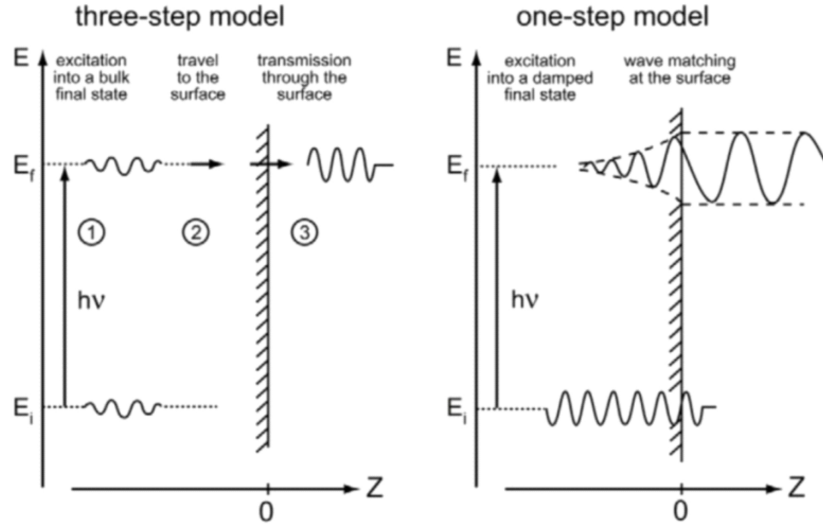 three-step model
E
excitation
into a bulk
final state
travel
to the
surface
transmission
through the
surface
E_f
1
2
3
hν
E_i
0
Z
one-step model
E
excitation
into a damped
final state
wave matching
at the surface
E_f
hν
E_i
0
Z